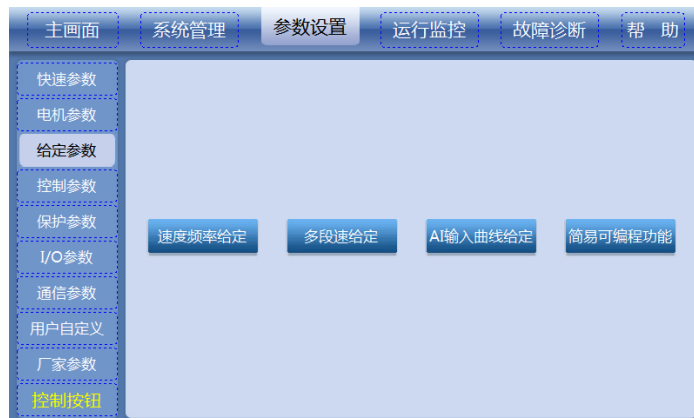 主画面 系统管理 参数设置 运行监控 故障诊断 帮 助
快速参数
电机参数
给定参数
控制参数
保护参数
速度频率给定 多段速给定 AI输入曲线给定 简易可编程功能
I/O参数
通信参数
用户自定义
厂家参数
控制按钮